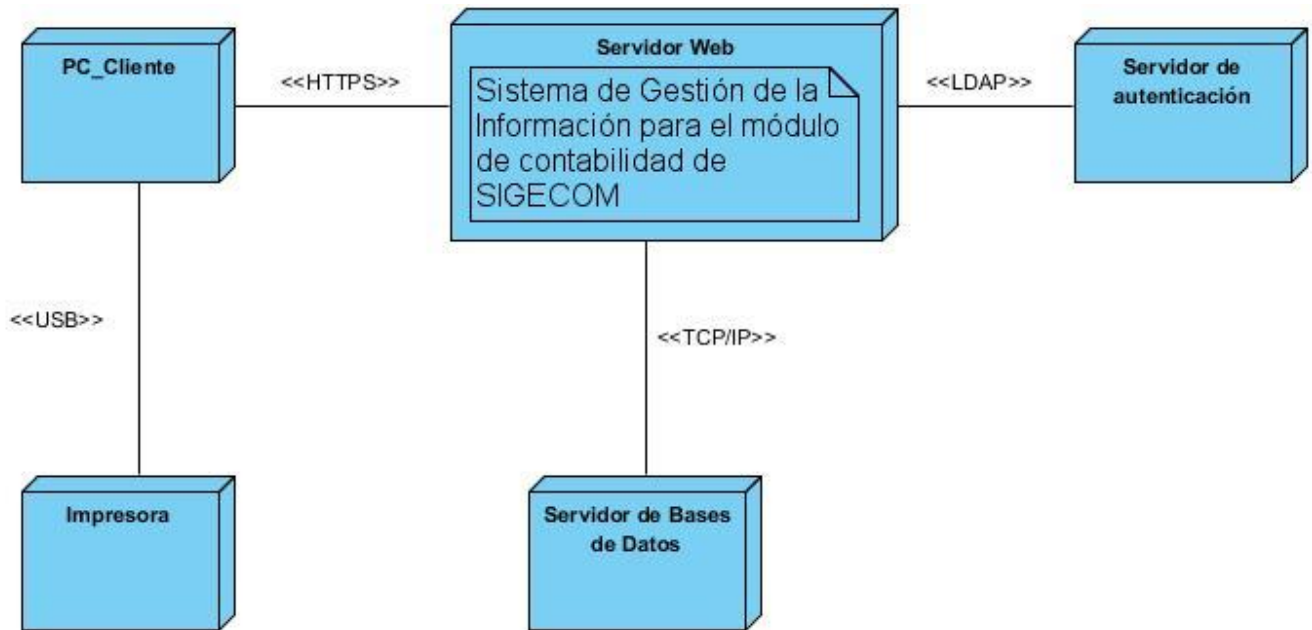 PC_Cliente
<<HTTPS>>
Servidor Web
Sistema de Gestión de la
Información para el módulo
de contabilidad de
SIGECOM
<<LDAP>>
Servidor de
autenticación
<<USB>>
<<TCP/IP>>
Impresora
Servidor de Bases
de Datos